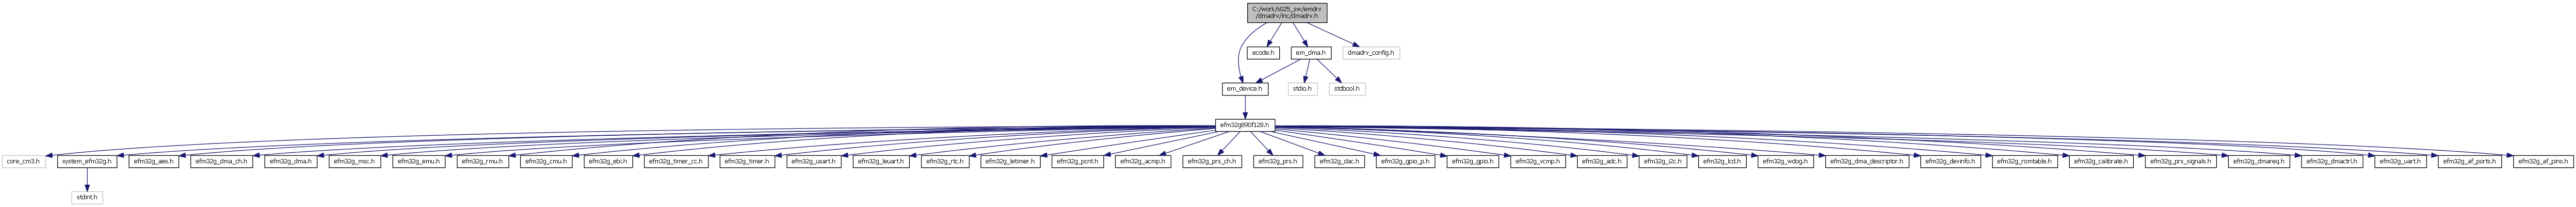 C:/work/s025_sw/emdrv
/dmadrv/inc/dmadrv.h
ecode.h
em_dma.h
dmadrv_config.h
em_device.h
stdio.h
stdbool.h
efm32g890f128.h
core_cm3.h
system_efm32g.h
efm32g_aes.h
efm32g_dma_ch.h
efm32g_dma.h
efm32g_msc.h
efm32g_emu.h
efm32g_rmu.h
efm32g_cmu.h
efm32g_ebi.h
efm32g_timer_cc.h
efm32g_timer.h
efm32g_usart.h
efm32g_leuart.h
efm32g_rtc.h
efm32g_letimer.h
efm32g_pcnt.h
efm32g_acmp.h
efm32g_prs_ch.h
efm32g_prs.h
efm32g_dac.h
efm32g_gpio_p.h
efm32g_gpio.h
efm32g_vcmp.h
efm32g_adc.h
efm32g_i2c.h
efm32g_lcd.h
efm32g_wdog.h
efm32g_dma_descriptor.h
efm32g_devinfo.h
efm32g_romtable.h
efm32g_calibrate.h
efm32g_prs_signals.h
efm32g_dmareq.h
efm32g_dmactrl.h
efm32g_uart.h
efm32g_af_ports.h
efm32g_af_pins.h
stdint.h